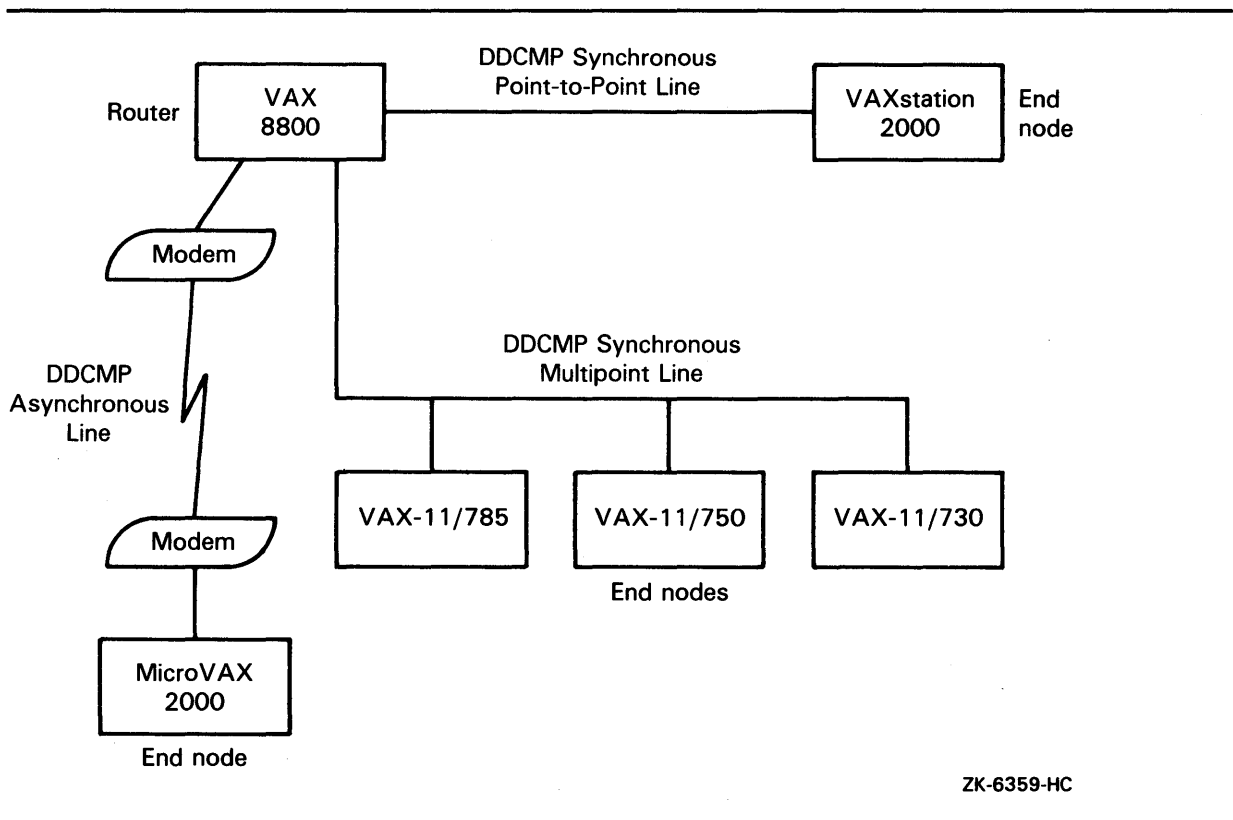 DDCMP Synchronous
Point-to-Point Line
Router
VAX
8800
VAXstation
2000
End
node
Modem
DDCMP Synchronous
Multipoint Line
DDCMP
Asynchronous
Line
VAX-11/785
VAX-11/750
VAX-11/730
Modem
End nodes
MicroVAX
2000
End node
ZK-6359-HC